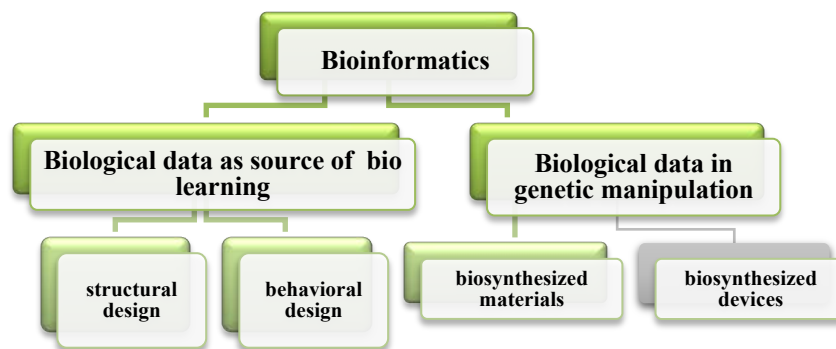 Bioinformatics
Biological data as source of bio
learning
Biological data in
genetic manipulation
structural
design
behavioral
design
biosynthesized
materials
biosynthesized
devices